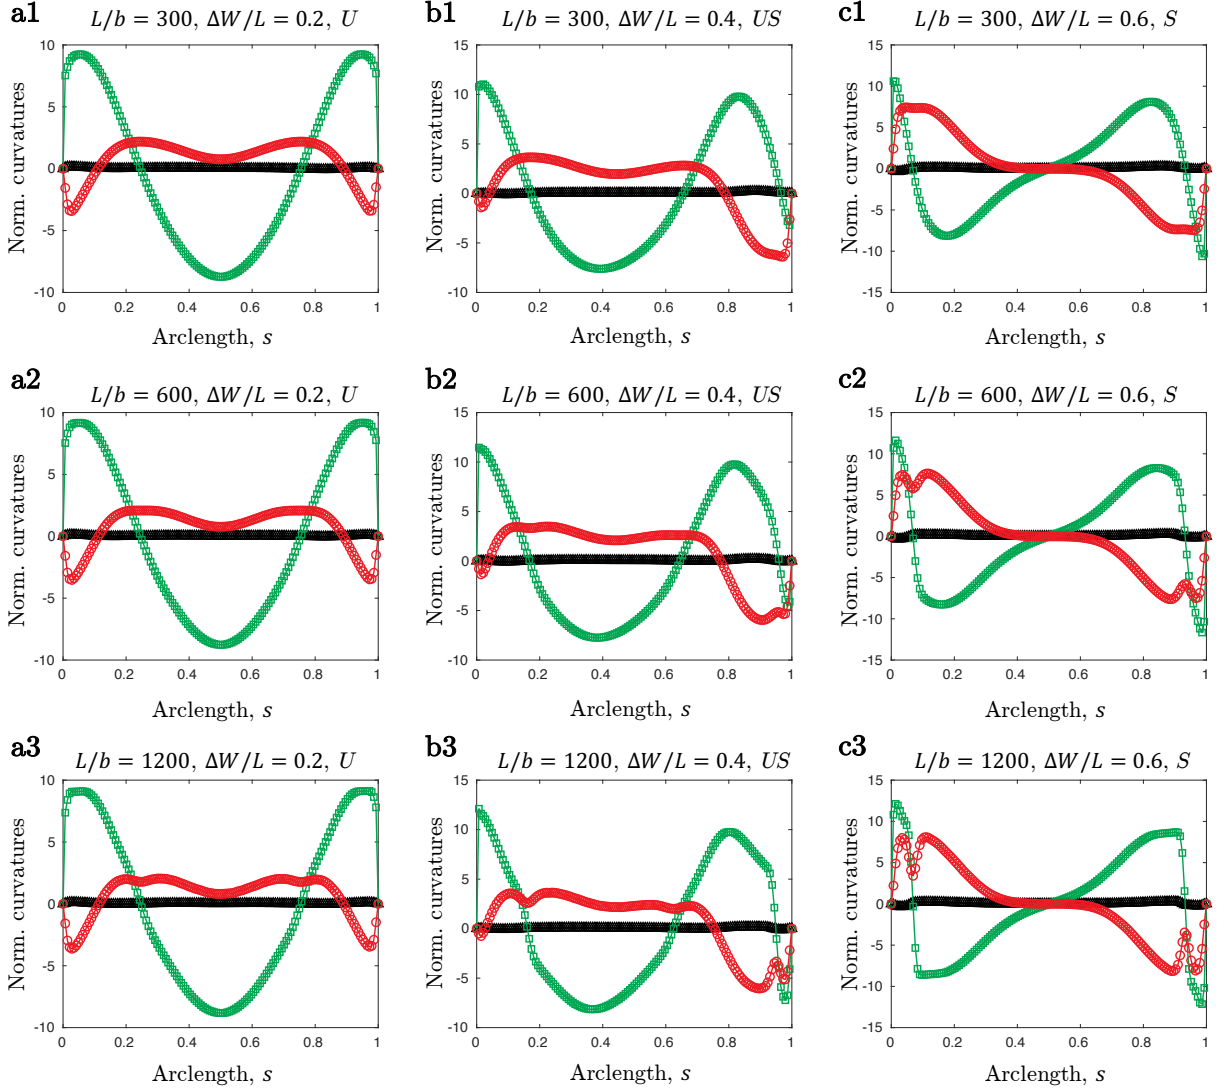 a1
L/b = 300, ΔW/L = 0.2, U
Norm. curvatures
10
5
0
-5
-10
0 0.2 0.4 0.6 0.8 1
Arclength, s
b1
L/b = 300, ΔW/L = 0.4, US
Norm. curvatures
15
10
5
0
-5
-10
0 0.2 0.4 0.6 0.8 1
Arclength, s
c1
L/b = 300, ΔW/L = 0.6, S
Norm. curvatures
15
10
5
0
-5
-10
-15
0 0.2 0.4 0.6 0.8 1
Arclength, s
a2
L/b = 600, ΔW/L = 0.2, U
Norm. curvatures
10
5
0
-5
-10
0 0.2 0.4 0.6 0.8 1
Arclength, s
b2
L/b = 600, ΔW/L = 0.4, US
Norm. curvatures
15
10
5
0
-5
-10
0 0.2 0.4 0.6 0.8 1
Arclength, s
c2
L/b = 600, ΔW/L = 0.6, S
Norm. curvatures
15
10
5
0
-5
-10
-15
0 0.2 0.4 0.6 0.8 1
Arclength, s
a3
L/b = 1200, ΔW/L = 0.2, U
Norm. curvatures
10
5
0
-5
-10
0 0.2 0.4 0.6 0.8 1
Arclength, s
b3
L/b = 1200, ΔW/L = 0.4, US
Norm. curvatures
15
10
5
0
-5
-10
0 0.2 0.4 0.6 0.8 1
Arclength, s
c3
L/b = 1200, ΔW/L = 0.6, S
Norm. curvatures
15
10
5
0
-5
-10
-15
0 0.2 0.4 0.6 0.8 1
Arclength, s